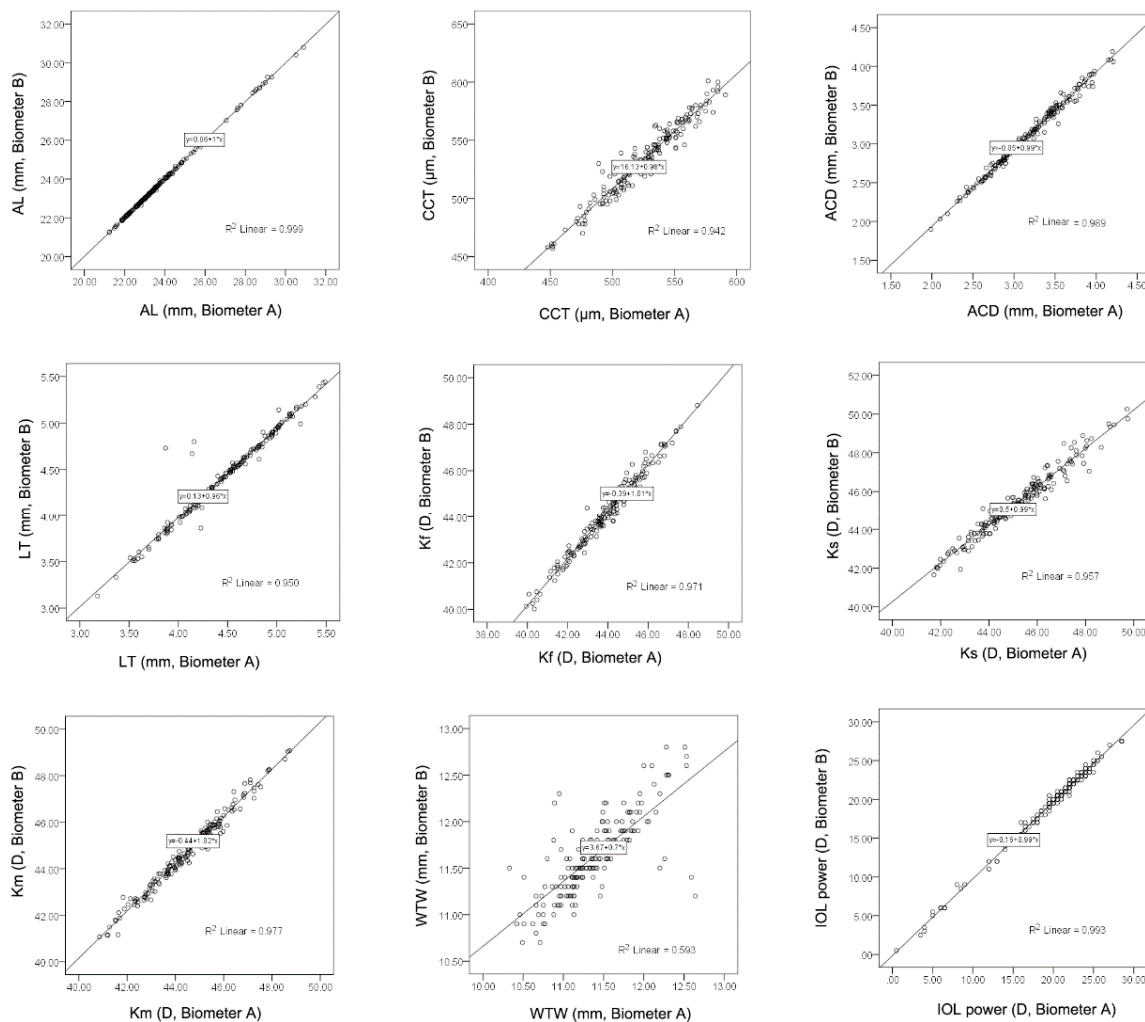 32.00
30.00
28.00
26.00
24.00
22.00
20.00
AL (mm, Biometer B)
y=0.06+1*x
R2 Linear = 0.999
20.00 22.00 24.00 26.00 28.00 30.00 32.00
AL (mm, Biometer A)
650
600
550
500
450
CCT (µm, Biometer B)
y=16.13+0.98*x
R2 Linear = 0.942
400 450 500 550 600
CCT (µm, Biometer A)
4.50
4.00
3.50
3.00
2.50
2.00
1.50
ACD (mm, Biometer B)
y=-0.05+0.99*x
R2 Linear = 0.989
1.50 2.00 2.50 3.00 3.50 4.00 4.50
ACD (mm, Biometer A)
5.50
5.00
4.50
4.00
3.50
3.00
LT (mm, Biometer B)
y=0.13+0.96*x
R2 Linear = 0.950
3.00 3.50 4.00 4.50 5.00 5.50
LT (mm, Biometer A)
50.00
48.00
46.00
44.00
42.00
40.00
Kf (D, Biometer B)
y=-0.39+1.01*x
R2 Linear = 0.971
38.00 40.00 42.00 44.00 46.00 48.00 50.00
Kf (D, Biometer A)
52.00
50.00
48.00
46.00
44.00
42.00
40.00
Ks (D, Biometer B)
y=0.5+0.99*x
R2 Linear = 0.957
40.00 42.00 44.00 46.00 48.00 50.00
Ks (D, Biometer A)
50.00
48.00
46.00
44.00
42.00
40.00
Km (D, Biometer B)
y=-0.44+1.02*x
R2 Linear = 0.977
40.00 42.00 44.00 46.00 48.00 50.00
Km (D, Biometer A)
13.00
12.50
12.00
11.50
11.00
10.50
WTW (mm, Biometer B)
y=3.67+0.7*x
R2 Linear = 0.593
10.00 10.50 11.00 11.50 12.00 12.50 13.00
WTW (mm, Biometer A)
30.00
25.00
20.00
15.00
10.00
5.00
.00
IOL power (D, Biometer B)
y=-0.16+0.99*x
R2 Linear = 0.993
.00 5.00 10.00 15.00 20.00 25.00 30.00
IOL power (D, Biometer A)